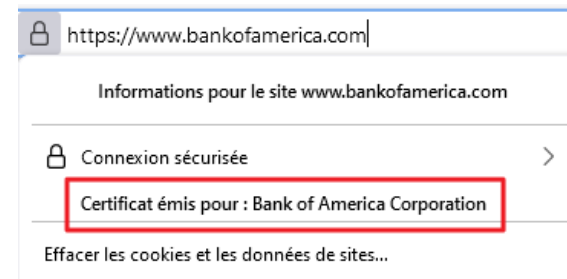 https://www.bankofamerica.com
Informations pour le site www.bankofamerica.com
Connexion sécurisée
Certificat émis pour : Bank of America Corporation
Effacer les cookies et les données de sites...